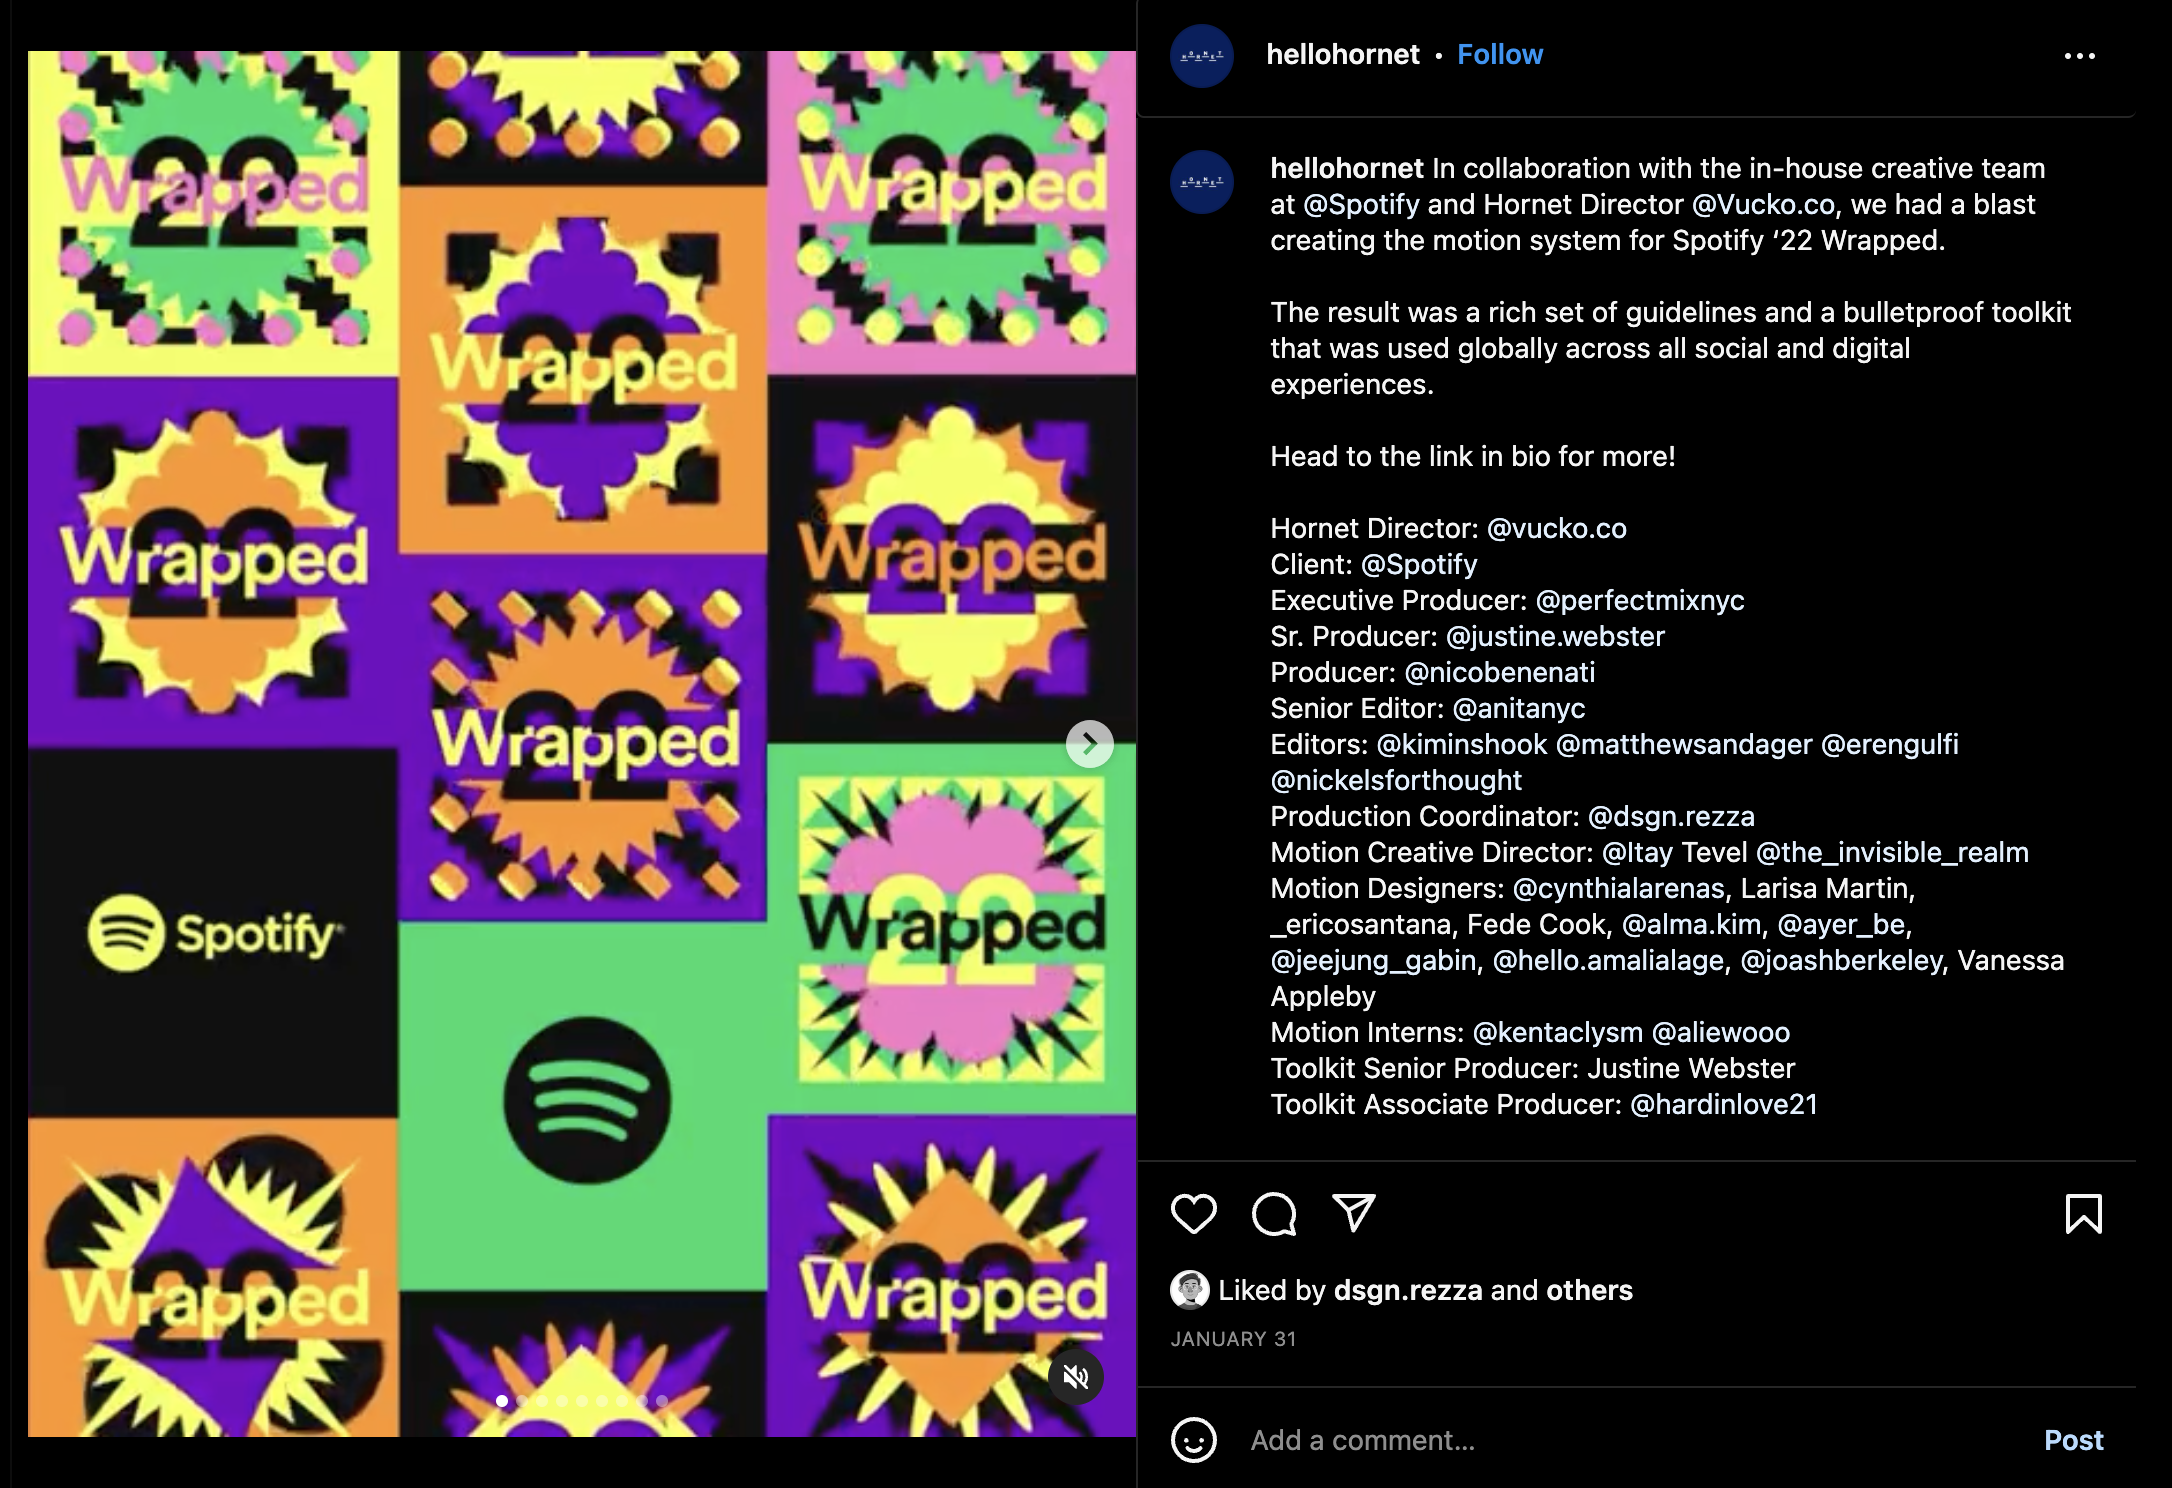 22
Wrapped
22
Wrapped
22
Wrapped
22
Wrapped
22
Wrapped
22
Wrapped
22
Wrapped
Spotify
22
Wrapped
22
Wrapped
22
Wrapped
HORNET
hellohornet • Follow
HORNET
hellohornet In collaboration with the in-house creative team
at @Spotify and Hornet Director @Vucko.co, we had a blast
creating the motion system for Spotify ‘22 Wrapped.
The result was a rich set of guidelines and a bulletproof toolkit
that was used globally across all social and digital
experiences.
Head to the link in bio for more!
Hornet Director: @vucko.co
Client: @Spotify
Executive Producer: @perfectmixnyc
Sr. Producer: @justine.webster
Producer: @nicobenenati
Senior Editor: @anitanyc
Editors: @kiminshook @matthewsandager @erengulfi
@nickelsforthought
Production Coordinator: @dsgn.rezza
Motion Creative Director: @Itay Tevel @the_invisible_realm
Motion Designers: @cynthialarenas, Larisa Martin,
_ericosantana, Fede Cook, @alma.kim, @ayer_be,
@jeejung_gabin, @hello.amalialage, @joashberkeley, Vanessa
Appleby
Motion Interns: @kentaclysm @aliewooo
Toolkit Senior Producer: Justine Webster
Toolkit Associate Producer: @hardinlove21
Liked by dsgn.rezza and others
JANUARY 31
Add a comment...
Post